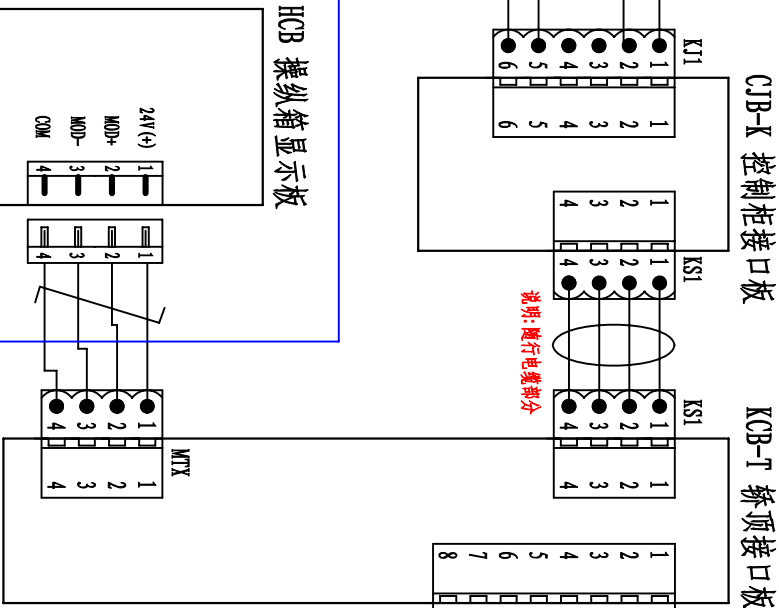 CJB-K 控制柜接口板
KCB-T 轿顶接口板
KJ1
1 1
2 2
3 3
4 4
5 5
6 6
KS1
1 1
2 2
3 3
4 4
说明:随行电缆部分
KS1
1 1
2 2
3 3
4 4
1
2
3
4
5
6
7
8
HCB 操纵箱显示板
24V(+) 1 1
MOD+ 2 2
MOD- 3 3
COM 4 4
MTX
1 1
2 2
3 3
4 4